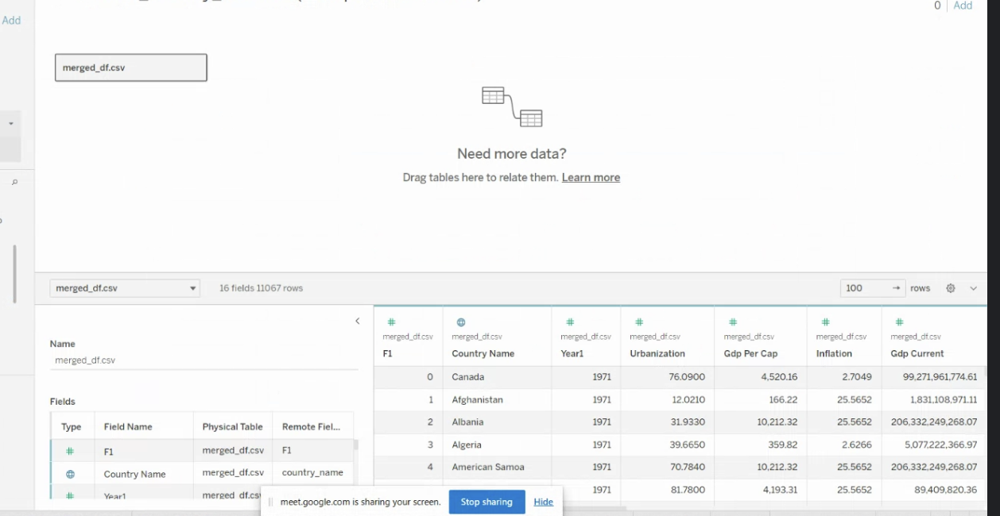 0 Add
Add
merged_df.csv
Need more data?
Drag tables here to relate them. Learn more
merged_df.csv
16 fields 11067 rows
100 → rows
Name
merged_df.csv
Fields
Type Field Name Physical Table Remote Fiel...
# F1 merged_df.csv F1
Country Name merged_df.csv country_name
# Year1 merged_df.csv
# # # # # #
merged_df.csv merged_df.csv merged_df.csv merged_df.csv merged_df.csv merged_df.csv merged_df.csv
F1 Country Name Year1 Urbanization Gdp Per Cap Inflation Gdp Current
0 Canada 1971 76.0900 4,520.16 2.7049 99,271,961,774.61
1 Afghanistan 1971 12.0210 166.22 25.5652 1,831,108,971.11
2 Albania 1971 31.9330 10,212.32 25.5652 206,332,249,268.07
3 Algeria 1971 39.6650 359.82 2.6266 5,077,222,366.97
4 American Samoa 1971 70.7840 10,212.32 25.5652 206,332,249,268.07
1971 81.7800 4,193.31 25.5652 89,409,820.36
meet.google.com is sharing your screen. Stop sharing Hide